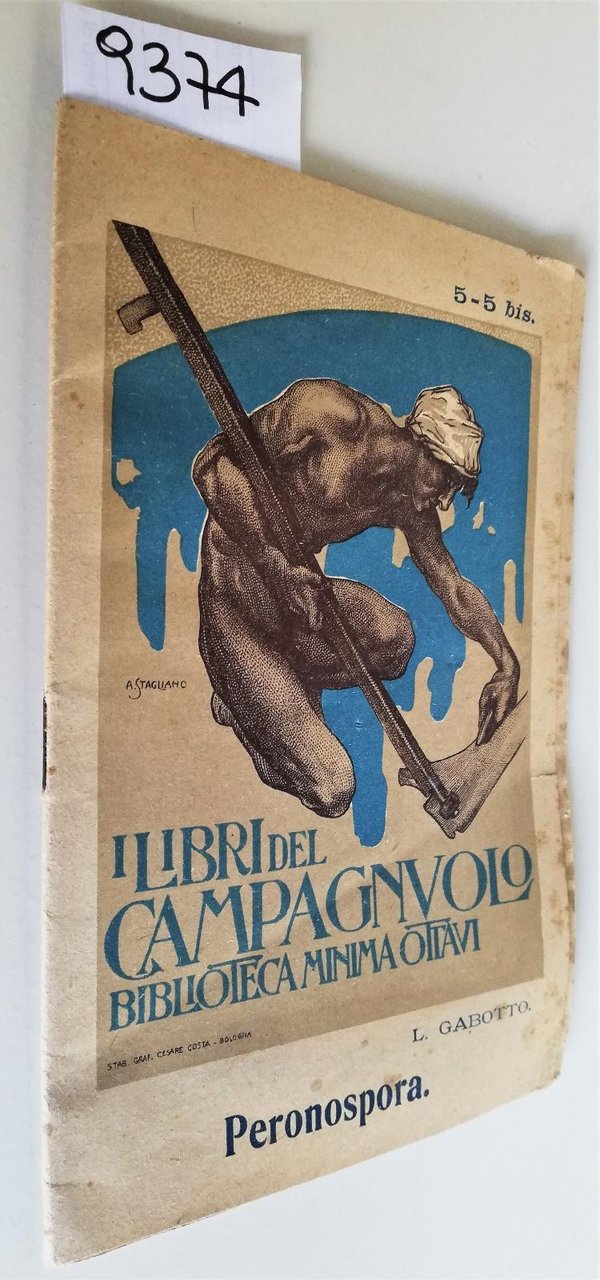 9374
5-5 bis.
A. STAGLIANO
I LIBRI DEL
CAMPAGNVOLO
BIBLIOTECA MINIMA OTTAVI
STAB. GRAF. CESARE COSTA - BOLOGNA
L. GABOTTO.
Peronospora.